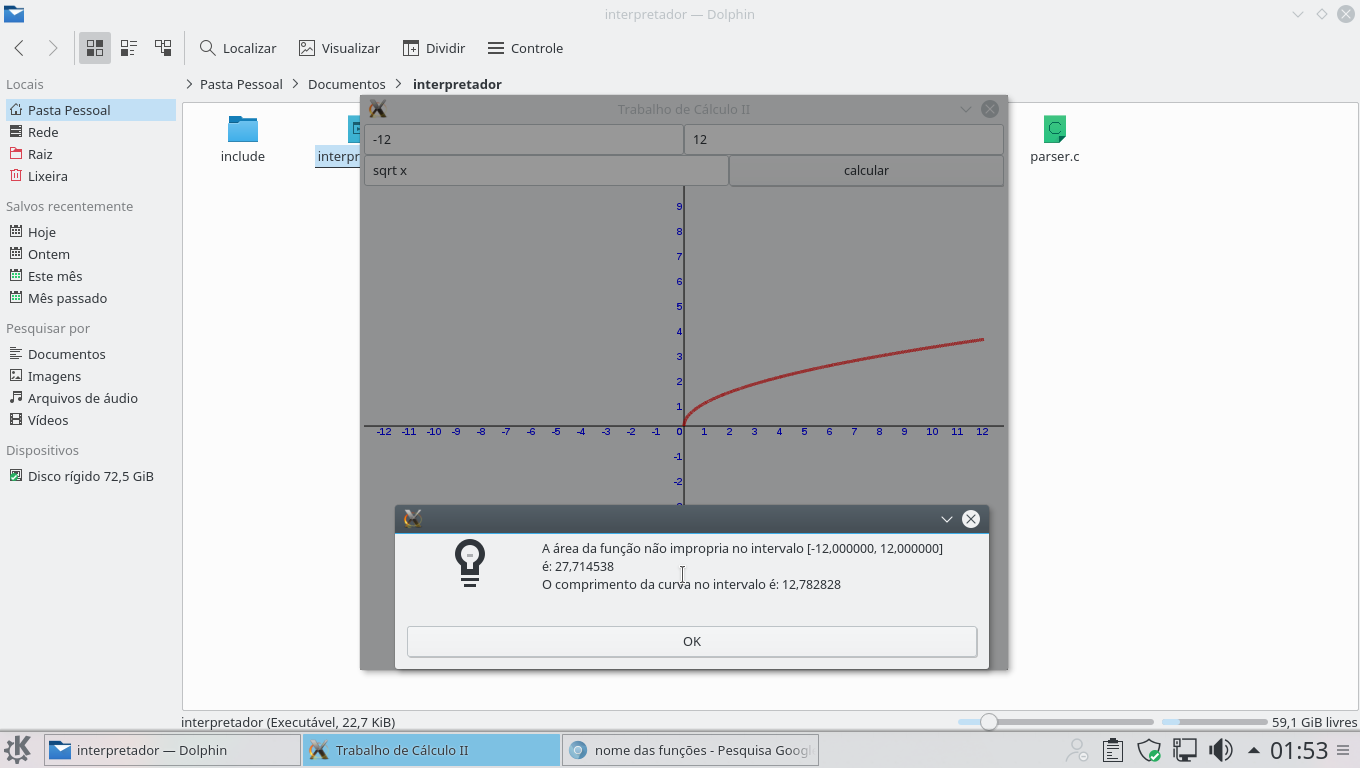 interpretador — Dolphin
Localizar
Visualizar
Dividir
Controle
Locais
Pasta Pessoal
Rede
Raiz
Lixeira
Salvos recentemente
Hoje
Ontem
Este mês
Mês passado
Pesquisar por
Documentos
Imagens
Arquivos de áudio
Vídeos
Dispositivos
Disco rígido 72,5 GiB
Pasta Pessoal > Documentos > interpretador
include
interpr
parser.c
Trabalho de Cálculo II
-12
12
sqrt x
calcular
9
8
7
6
5
4
3
2
1
-12 -11 -10 -9 -8 -7 -6 -5 -4 -3 -2 -1 0 1 2 3 4 5 6 7 8 9 10 11 12
-1
-2
A área da função não impropria no intervalo [-12,000000, 12,000000]
é: 27,714538
O comprimento da curva no intervalo é: 12,782828
OK
interpretador (Executável, 22,7 KiB)
59,1 GiB livres
interpretador — Dolphin
Trabalho de Cálculo II
nome das funções - Pesquisa Googl
01:53